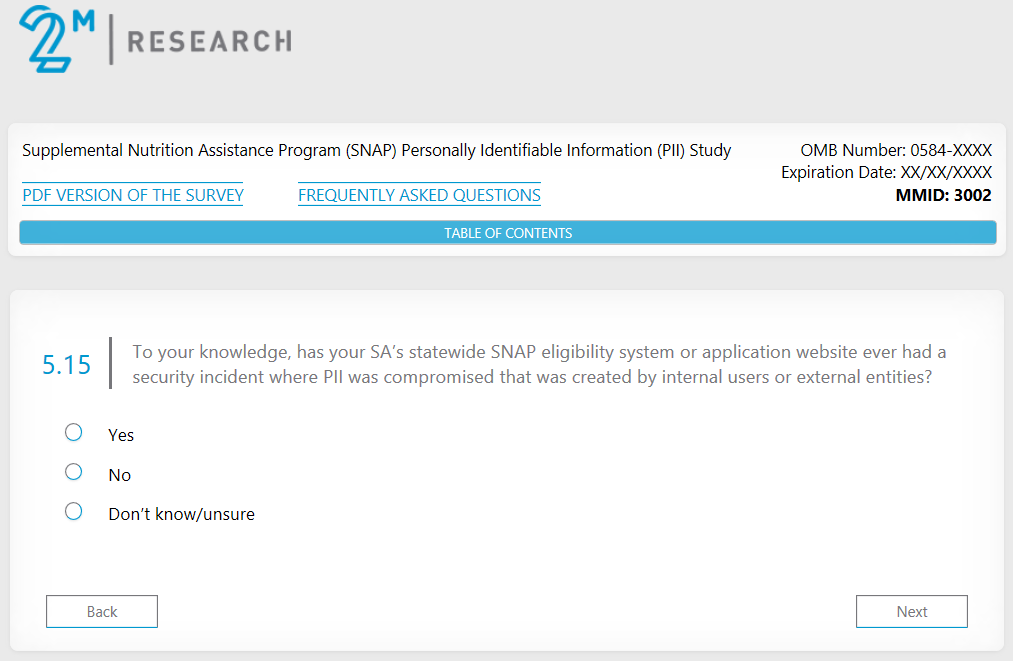 2M RESEARCH
Supplemental Nutrition Assistance Program (SNAP) Personally Identifiable Information (PII) Study
OMB Number: 0584-XXXX
Expiration Date: XX/XX/XXXX
PDF VERSION OF THE SURVEY
FREQUENTLY ASKED QUESTIONS
MMID: 3002
TABLE OF CONTENTS
5.15
To your knowledge, has your SA’s statewide SNAP eligibility system or application website ever had a
security incident where PII was compromised that was created by internal users or external entities?
Yes
No
Don’t know/unsure
Back
Next